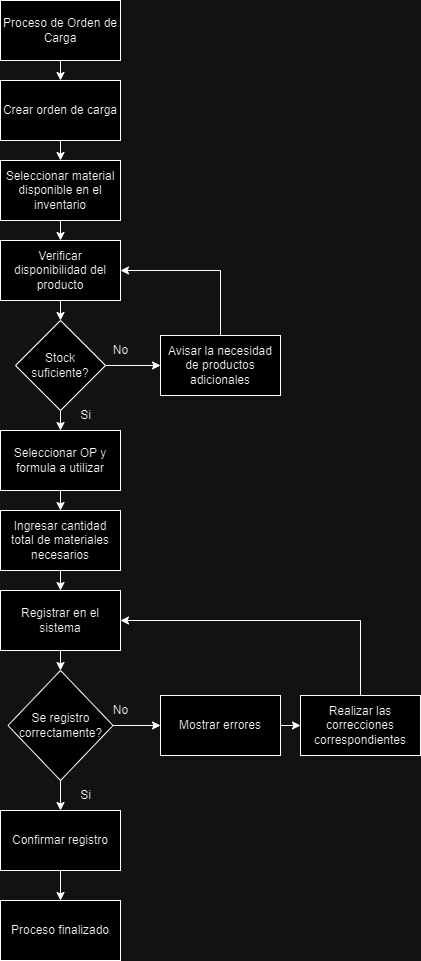 Proceso de Orden de
Carga
Crear orden de carga
Seleccionar material
disponible en el
inventario
Verificar
disponibilidad del
producto
Stock
suficiente?
No
Avisar la necesidad
de productos
adicionales
Si
Seleccionar OP y
formula a utilizar
Ingresar cantidad
total de materiales
necesarios
Registrar en el
sistema
Se registro
correctamente?
No
Mostrar errores
Realizar las
correcciones
correspondientes
Si
Confirmar registro
Proceso finalizado